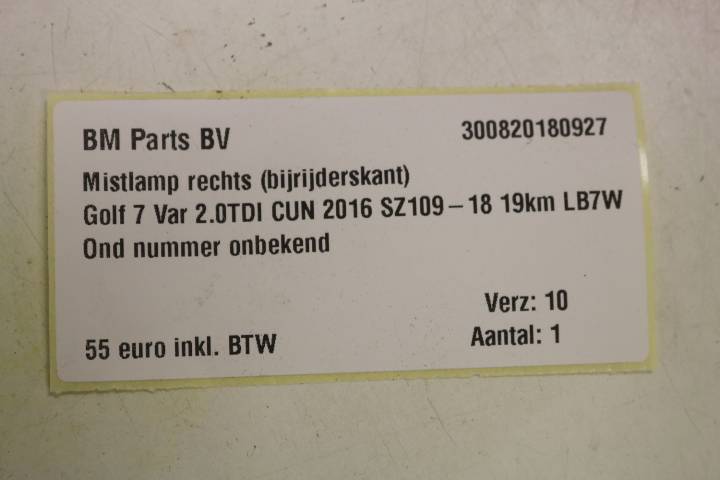 BM Parts BV 300820180927
Mistlamp rechts (bijrijderskant)
Golf 7 Var 2.0TDI CUN 2016 SZ109 – 18 19km LB7W
Ond nummer onbekend
Verz: 10
55 euro inkl. BTW Aantal: 1